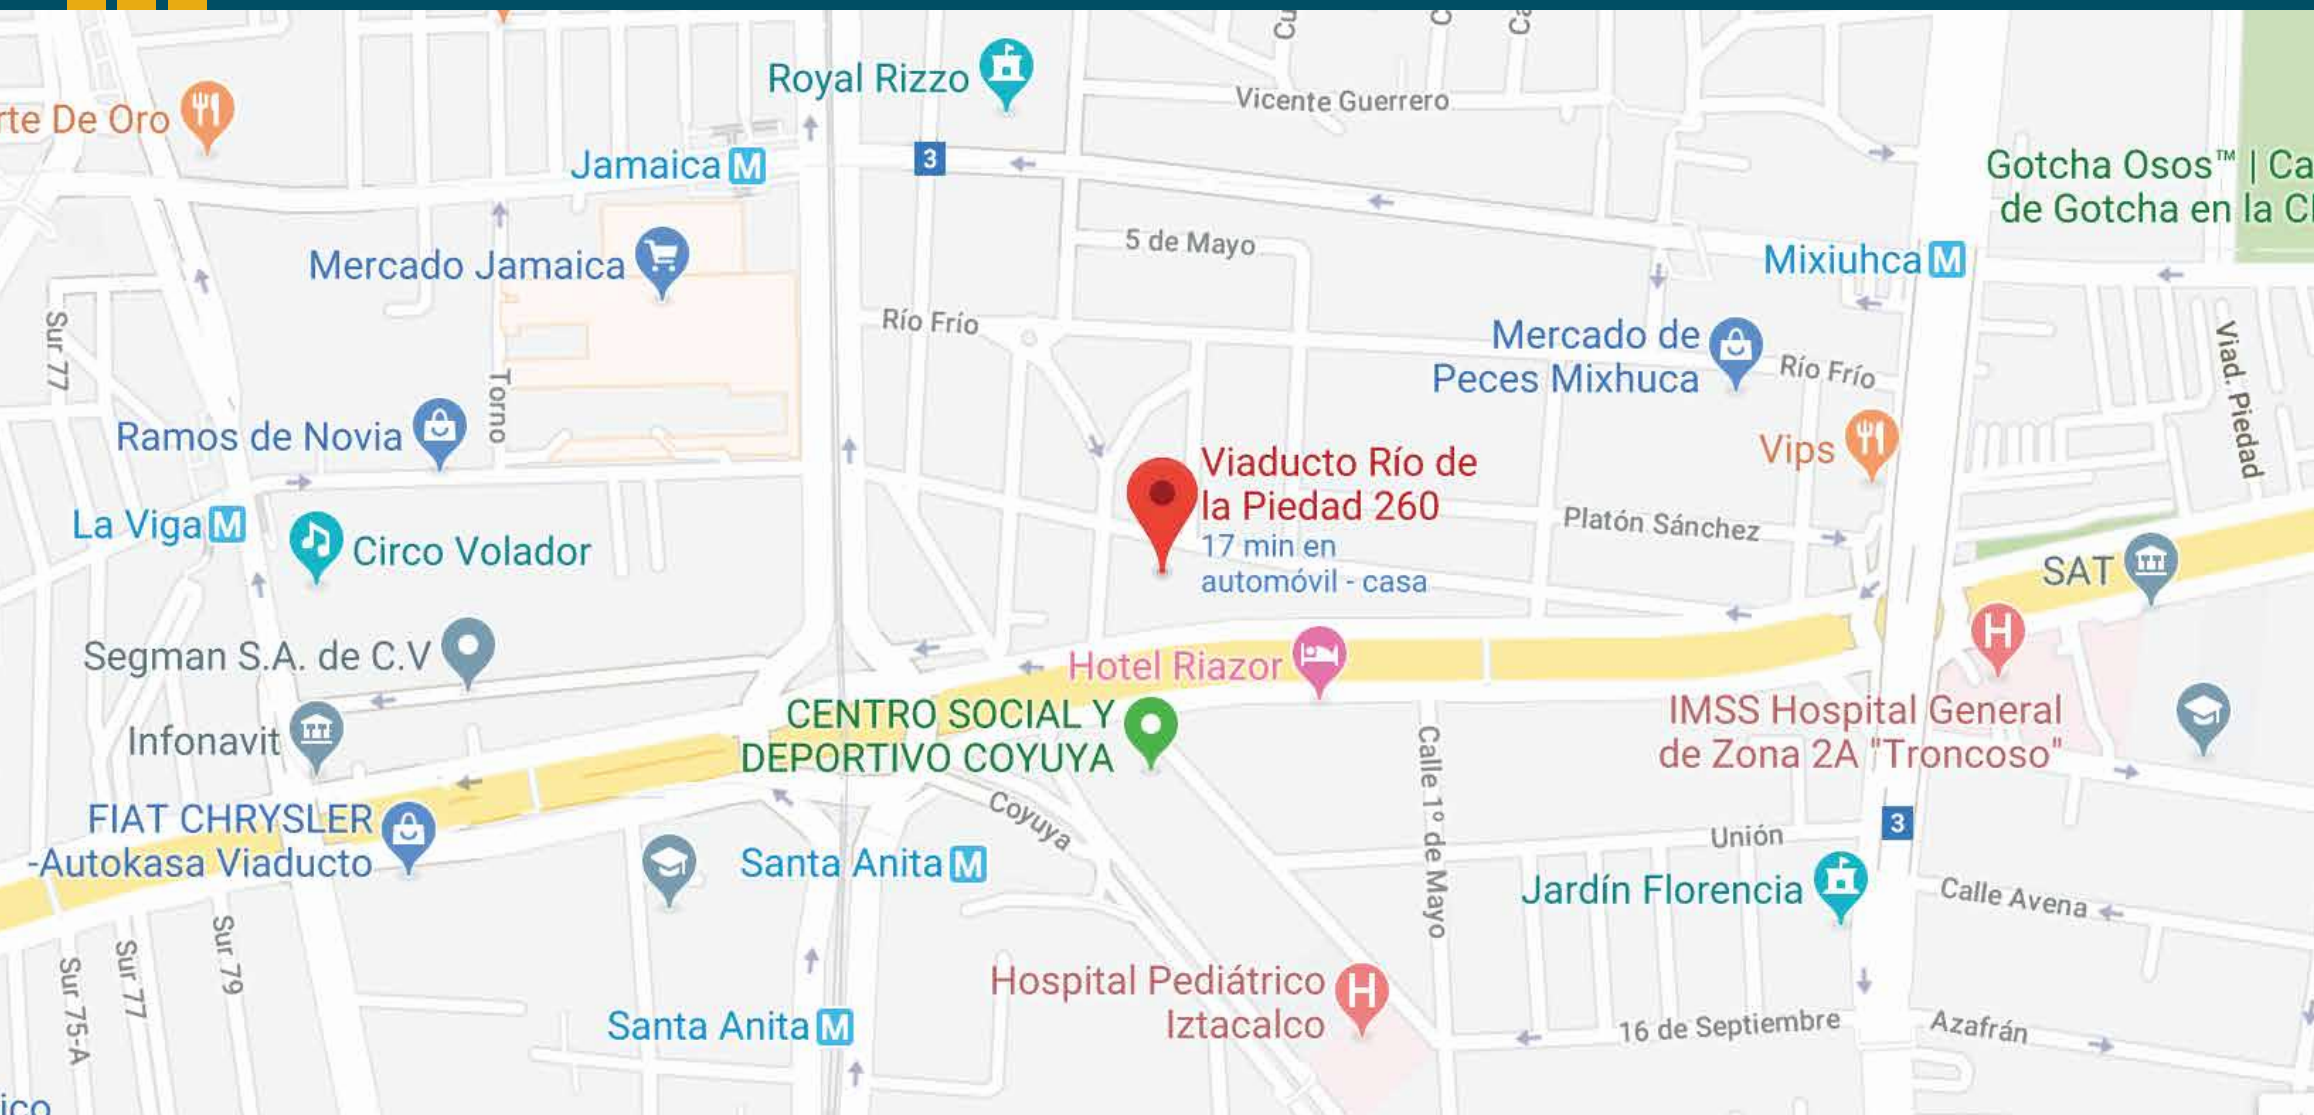 Royal Rizzo
Vicente Guerrero
rte De Oro
Jamaica M
3
Gotcha Osos™ | Ca
de Gotcha en la
5 de Mayo
Mixiuhca M
Mercado Jamaica
Río Frío
Mercado de
Peces Mixhuca
Río Frío
Sur 77
Torno
Viad. Piedad
Ramos de Novia
Vips
Viaducto Río de
la Piedad 260
17 min en
automóvil - casa
Platón Sánchez
La Viga M
Circo Volador
SAT
Segman S.A. de C.V
Hotel Riazor
H
Infonavit
CENTRO SOCIAL Y
DEPORTIVO COYUYA
IMSS Hospital General
de Zona 2A "Troncoso"
Calle 1º de Mayo
FIAT CHRYSLER
-Autokasa Viaducto
Coyuya
Unión
3
Santa Anita M
Jardín Florencia
Calle Avena
Sur 79
Sur 77
Sur 75-A
Hospital Pediátrico
Iztacalco
H
Santa Anita M
16 de Septiembre
Azafrán
ico